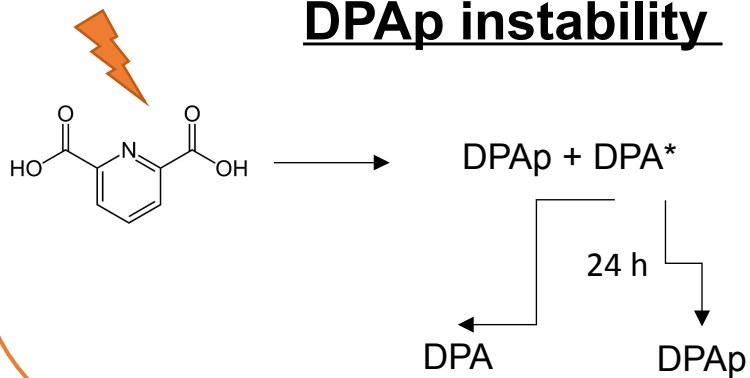 DPAp instability
O
O
HO
N
OH
DPAp + DPA*
24 h
DPA
DPAp